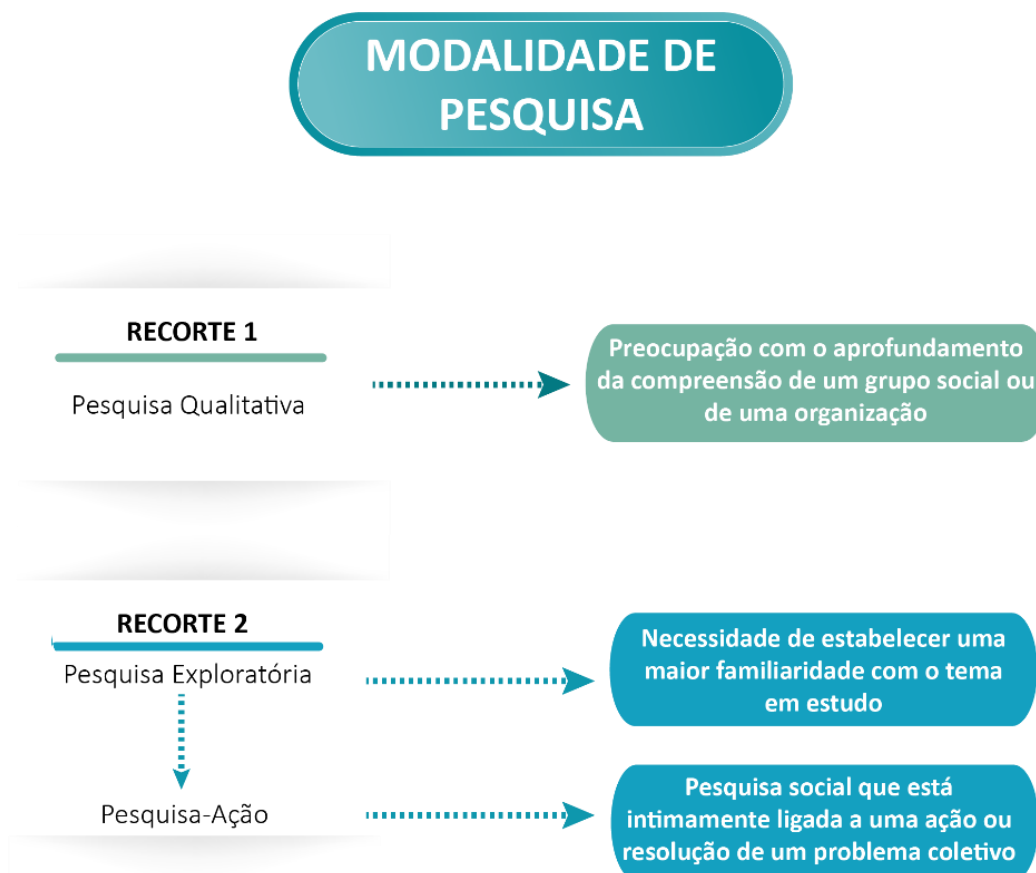 MODALIDADE DE
PESQUISA
RECORTE 1
Pesquisa Qualitativa
Preocupação com o aprofundamento
da compreensão de um grupo social ou
de uma organização
RECORTE 2
Pesquisa Exploratória
Necessidade de estabelecer uma
maior familiaridade com o tema
em estudo
Pesquisa-Ação
Pesquisa social que está
intimamente ligada a uma ação ou
resolução de um problema coletivo